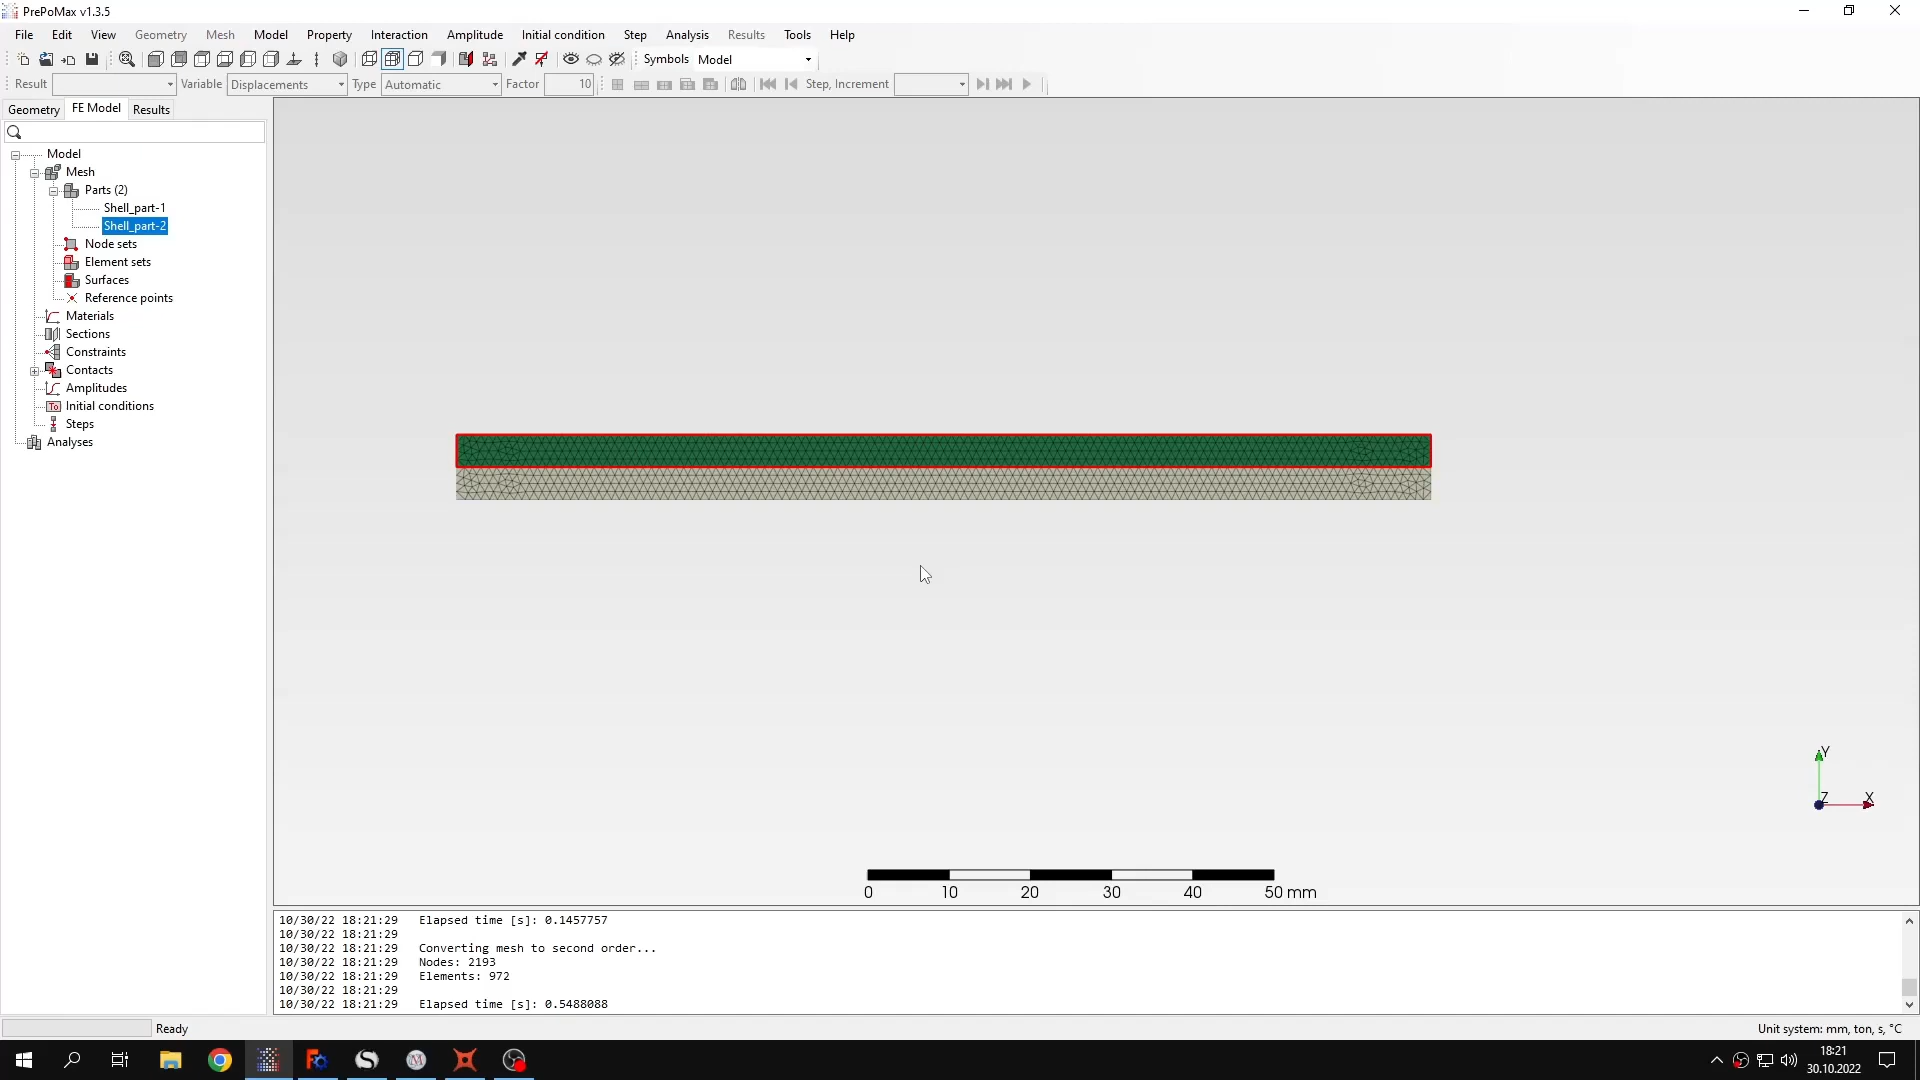 PrePoMax v1.3.5
File Edit View Geometry Mesh Model Property Interaction Amplitude Initial condition Step Analysis Results Tools Help
Symbols Model
Result Variable Displacements Type Automatic Factor 10 Step, Increment
Geometry FE Model Results
Model
Mesh
Parts (2)
Shell_part-1
Shell_part-2
Node sets
Element sets
Surfaces
Reference points
Materials
Sections
Constraints
Contacts
Amplitudes
Initial conditions
Steps
Analyses
Y
Z X
0 10 20 30 40 50 mm
10/30/22 18:21:29 Elapsed time [s]: 0.1457757
10/30/22 18:21:29
10/30/22 18:21:29 Converting mesh to second order...
10/30/22 18:21:29 Nodes: 2193
10/30/22 18:21:29 Elements: 972
10/30/22 18:21:29
10/30/22 18:21:29 Elapsed time [s]: 0.5488088
Ready Unit system: mm, ton, s, °C
18:21
30.10.2022